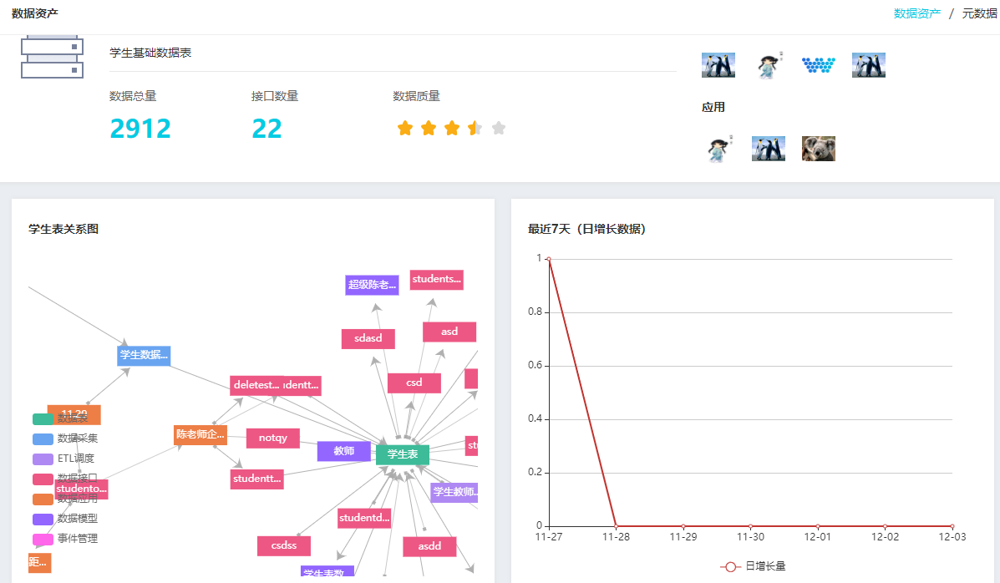 数据资产
数据资产 / 元数据
学生基础数据表
数据总量
接口数量
数据质量
2912
22
应用
学生表关系图
最近7天（日增长数据）
超级陈老...
students...
sdasd
asd
学生数据...
csd
deletest...
identt...
11-20
陈老师企...
notqy
教师
学生表
studentt...
学生教师...
studento...
studentd...
csdss
asdd
距...
学生表数
数据表
数据采集
ETL调度
数据接口
数据应用
数据模型
事件管理
1
0.8
0.6
0.4
0.2
0
11-27
11-28
11-29
11-30
12-01
12-02
12-03
日增长量